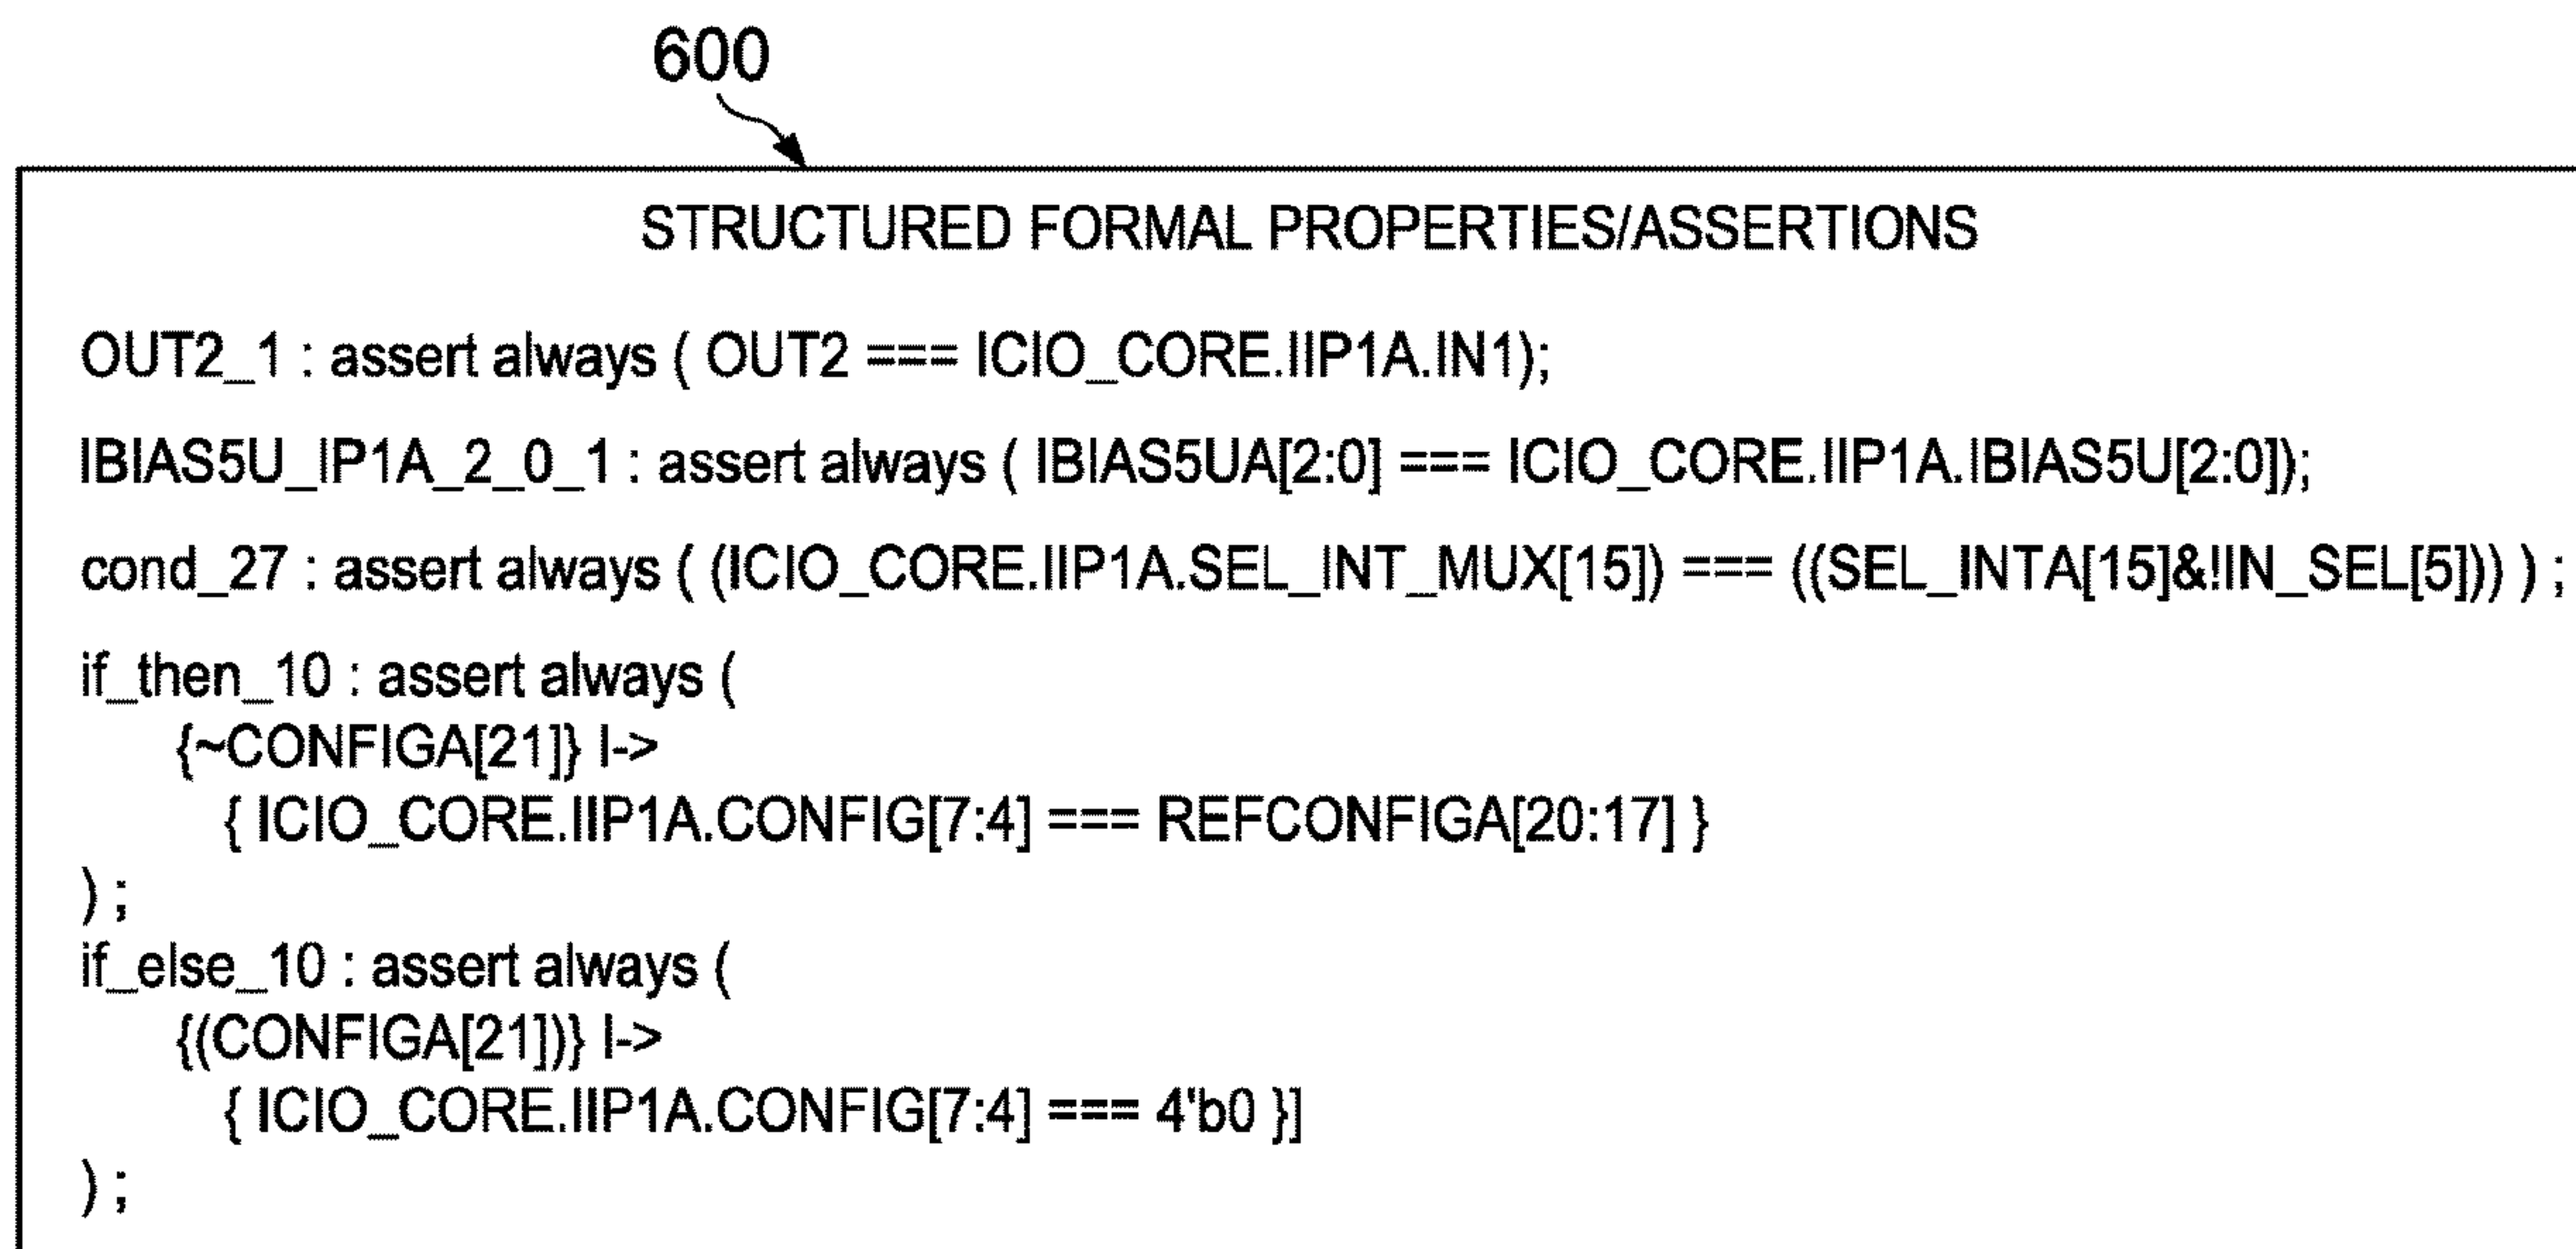 600
STRUCTURED FORMAL PROPERTIES/ASSERTIONS
OUT2_1 : assert always ( OUT2 === ICIO_CORE.IIP1A.IN1);
IBIAS5U_IP1A_2_0_1 : assert always ( IBIAS5UA[2:0] === ICIO_CORE.IIP1A.IBIAS5U[2:0]);
cond_27 : assert always ( (ICIO_CORE.IIP1A.SEL_INT_MUX[15]) === ((SEL_INTA[15]&!IN_SEL[5])) ) ;
if_then_10 : assert always (
{~CONFIGA[21]} I->
{ ICIO_CORE.IIP1A.CONFIG[7:4] === REFCONFIGA[20:17] }
) ;
if_else_10 : assert always (
{(CONFIGA[21])} I->
{ ICIO_CORE.IIP1A.CONFIG[7:4] === 4'b0 }]
) ;